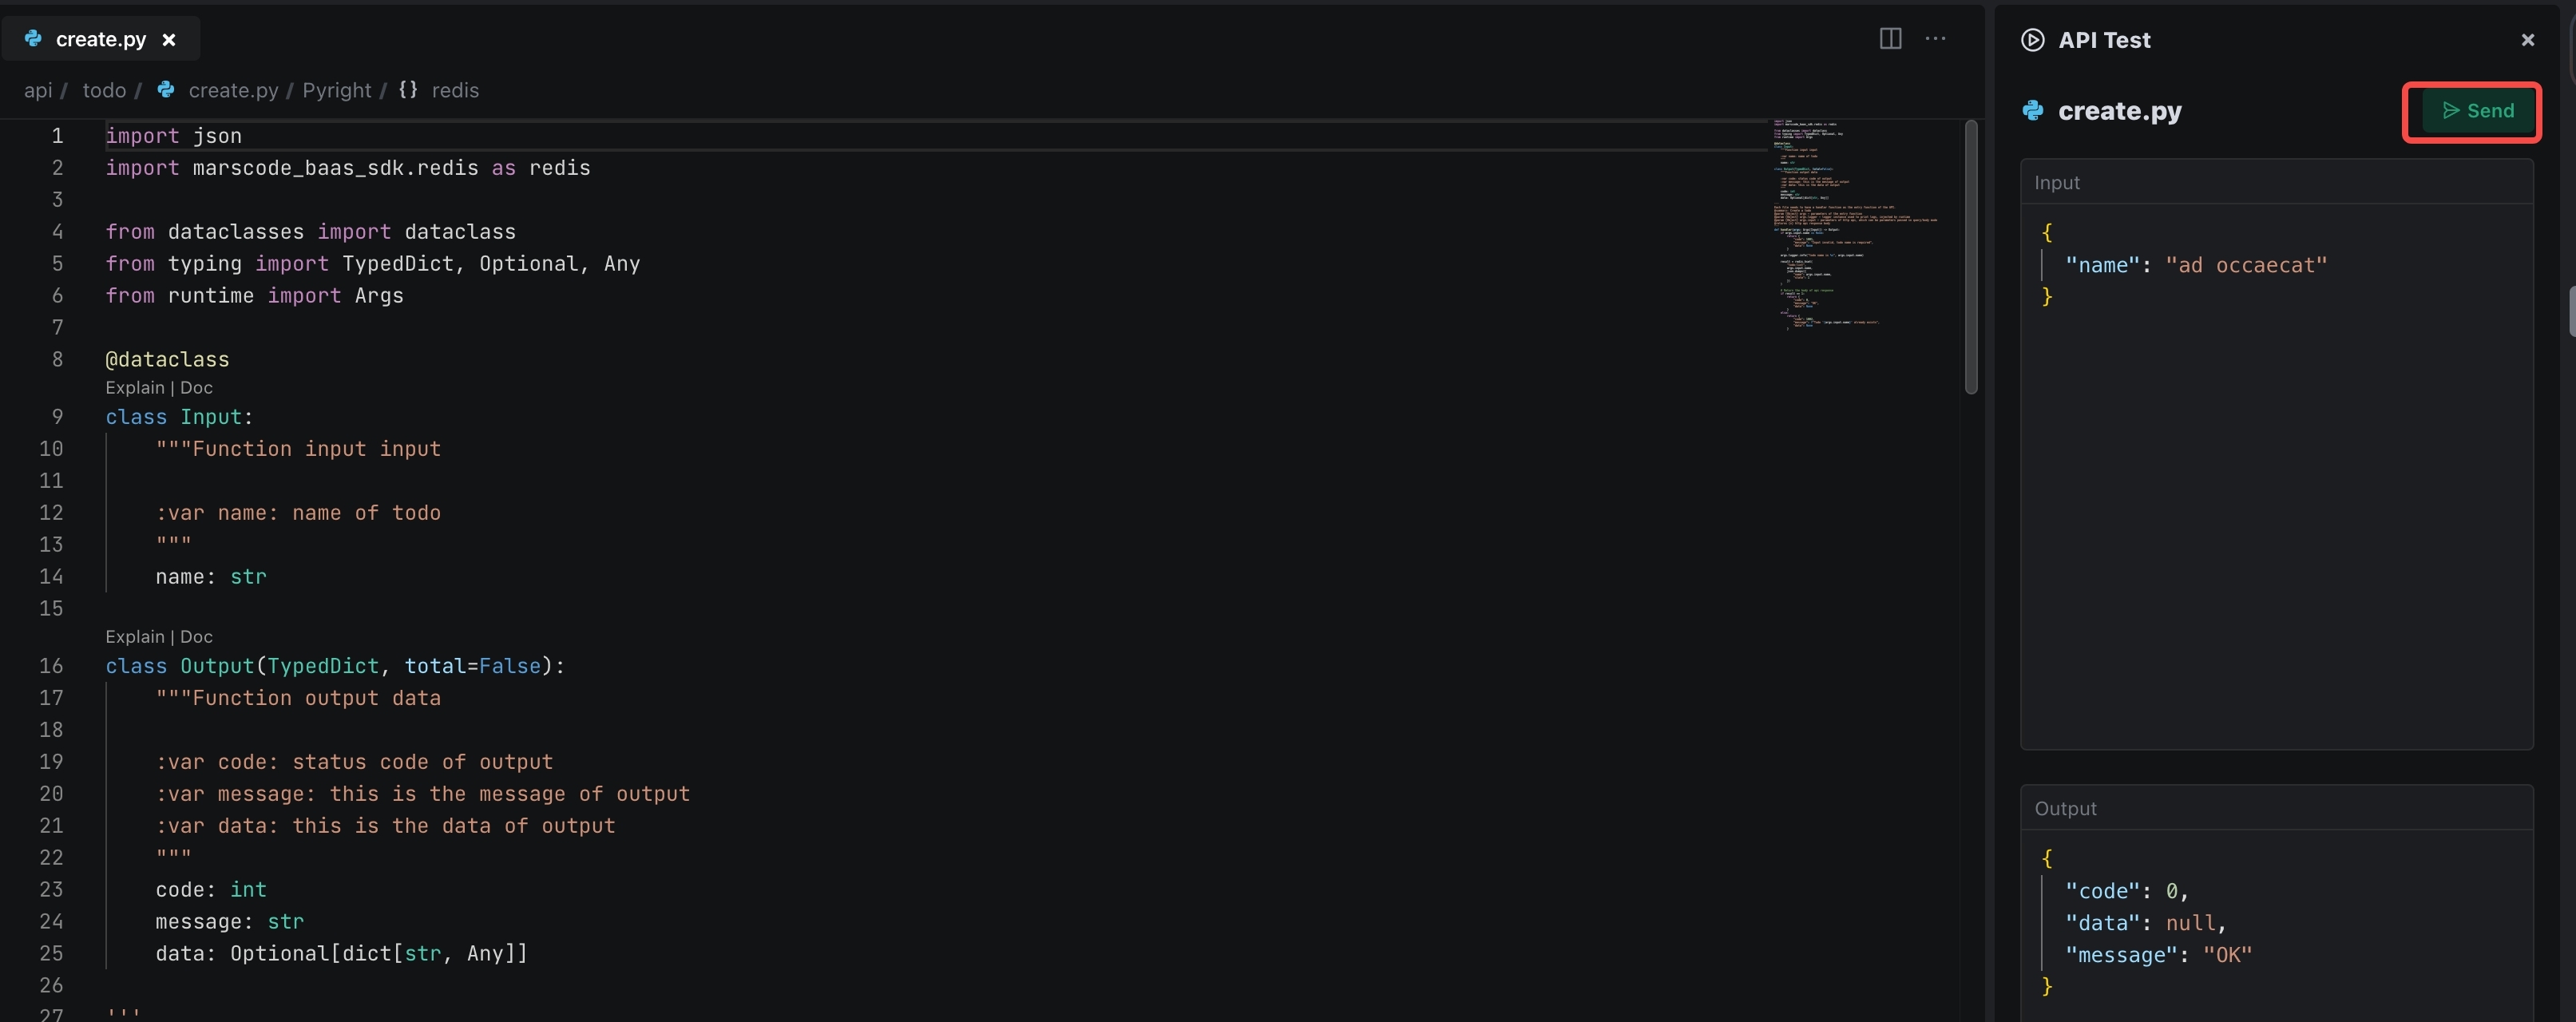 create.py
api / todo / create.py / Pyright / {} redis
1 import json
2 import marscode_baas_sdk.redis as redis
3
4 from dataclasses import dataclass
5 from typing import TypedDict, Optional, Any
6 from runtime import Args
7
8 @dataclass
Explain | Doc
9 class Input:
10 """Function input input
11
12 :var name: name of todo
13 """
14 name: str
15
Explain | Doc
16 class Output(TypedDict, total=False):
17 """Function output data
18
19 :var code: status code of output
20 :var message: this is the message of output
21 :var data: this is the data of output
22 """
23 code: int
24 message: str
25 data: Optional[dict[str, Any]]
26
27 '''
API Test
create.py
Send
Input
{
"name": "ad occaecat"
}
Output
{
"code": 0,
"data": null,
"message": "OK"
}